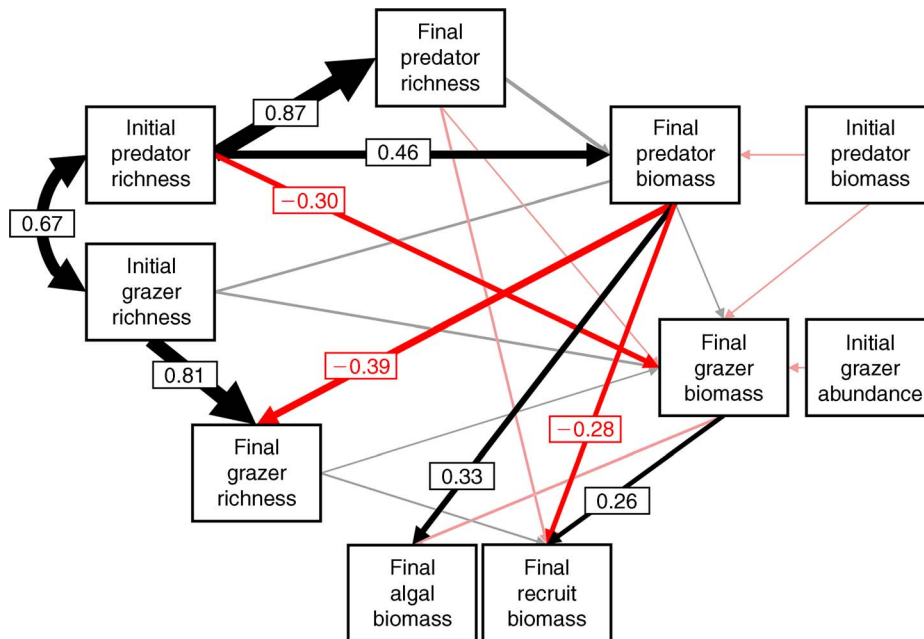 Final
predator
richness
0.87
Initial
predator
richness
0.46
Final
predator
biomass
Initial
predator
biomass
−0.30
0.67
Initial
grazer
richness
0.81
−0.39
Final
grazer
biomass
Initial
grazer
abundance
Final
grazer
richness
−0.28
0.33
0.26
Final
algal
biomass
Final
recruit
biomass